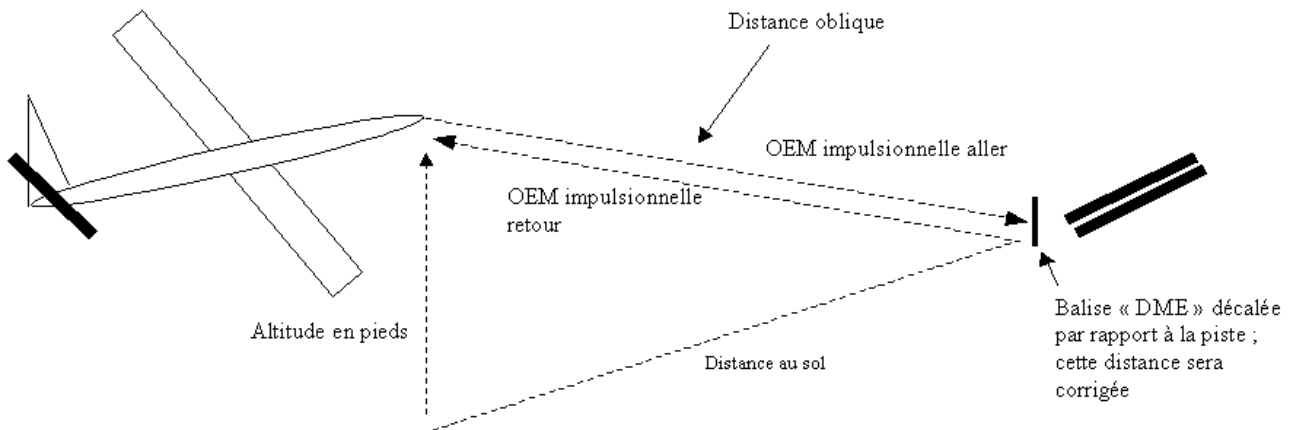 Distance oblique
OEM impulsionnelle aller
OEM impulsionnelle
retour
Altitude en pieds
Distance au sol
Balise « DME » décalée
par rapport à la piste ;
cette distance sera
corrigée